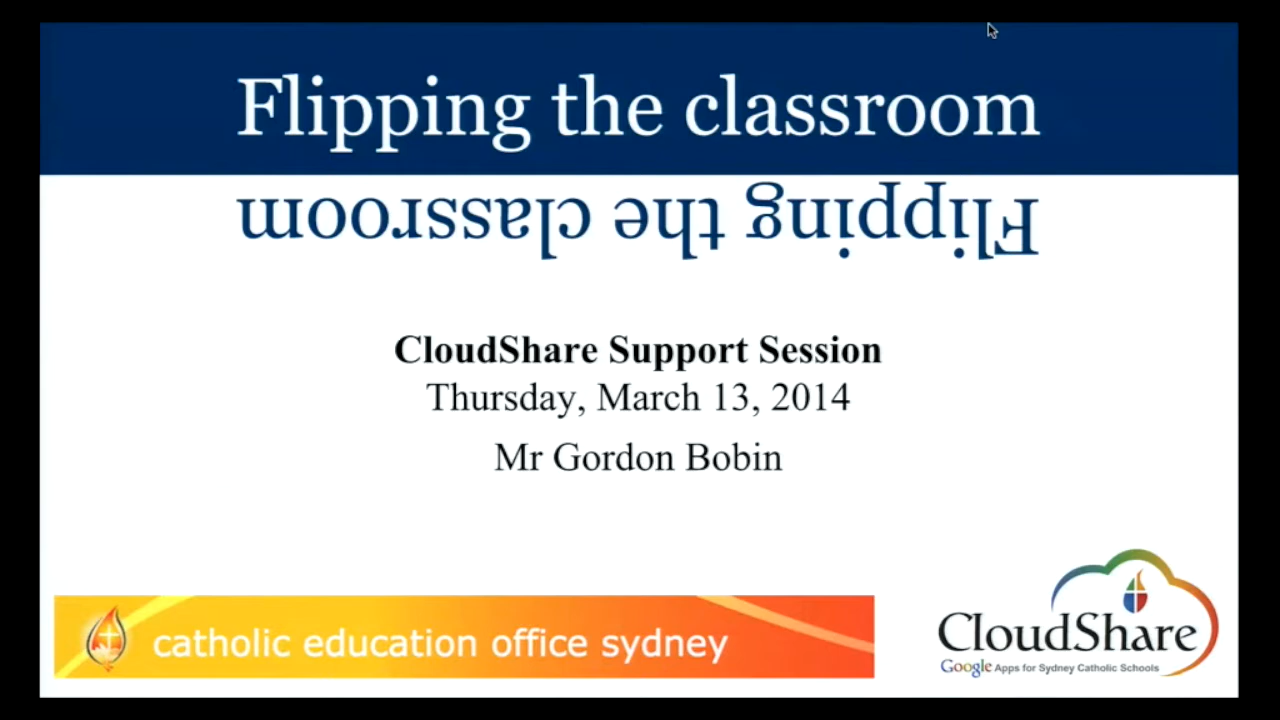 Flipping the classroom
Flipping the classroom
CloudShare Support Session
Thursday, March 13, 2014
Mr Gordon Bobin
catholic education office sydney
CloudShare
Google Apps for Sydney Catholic Schools